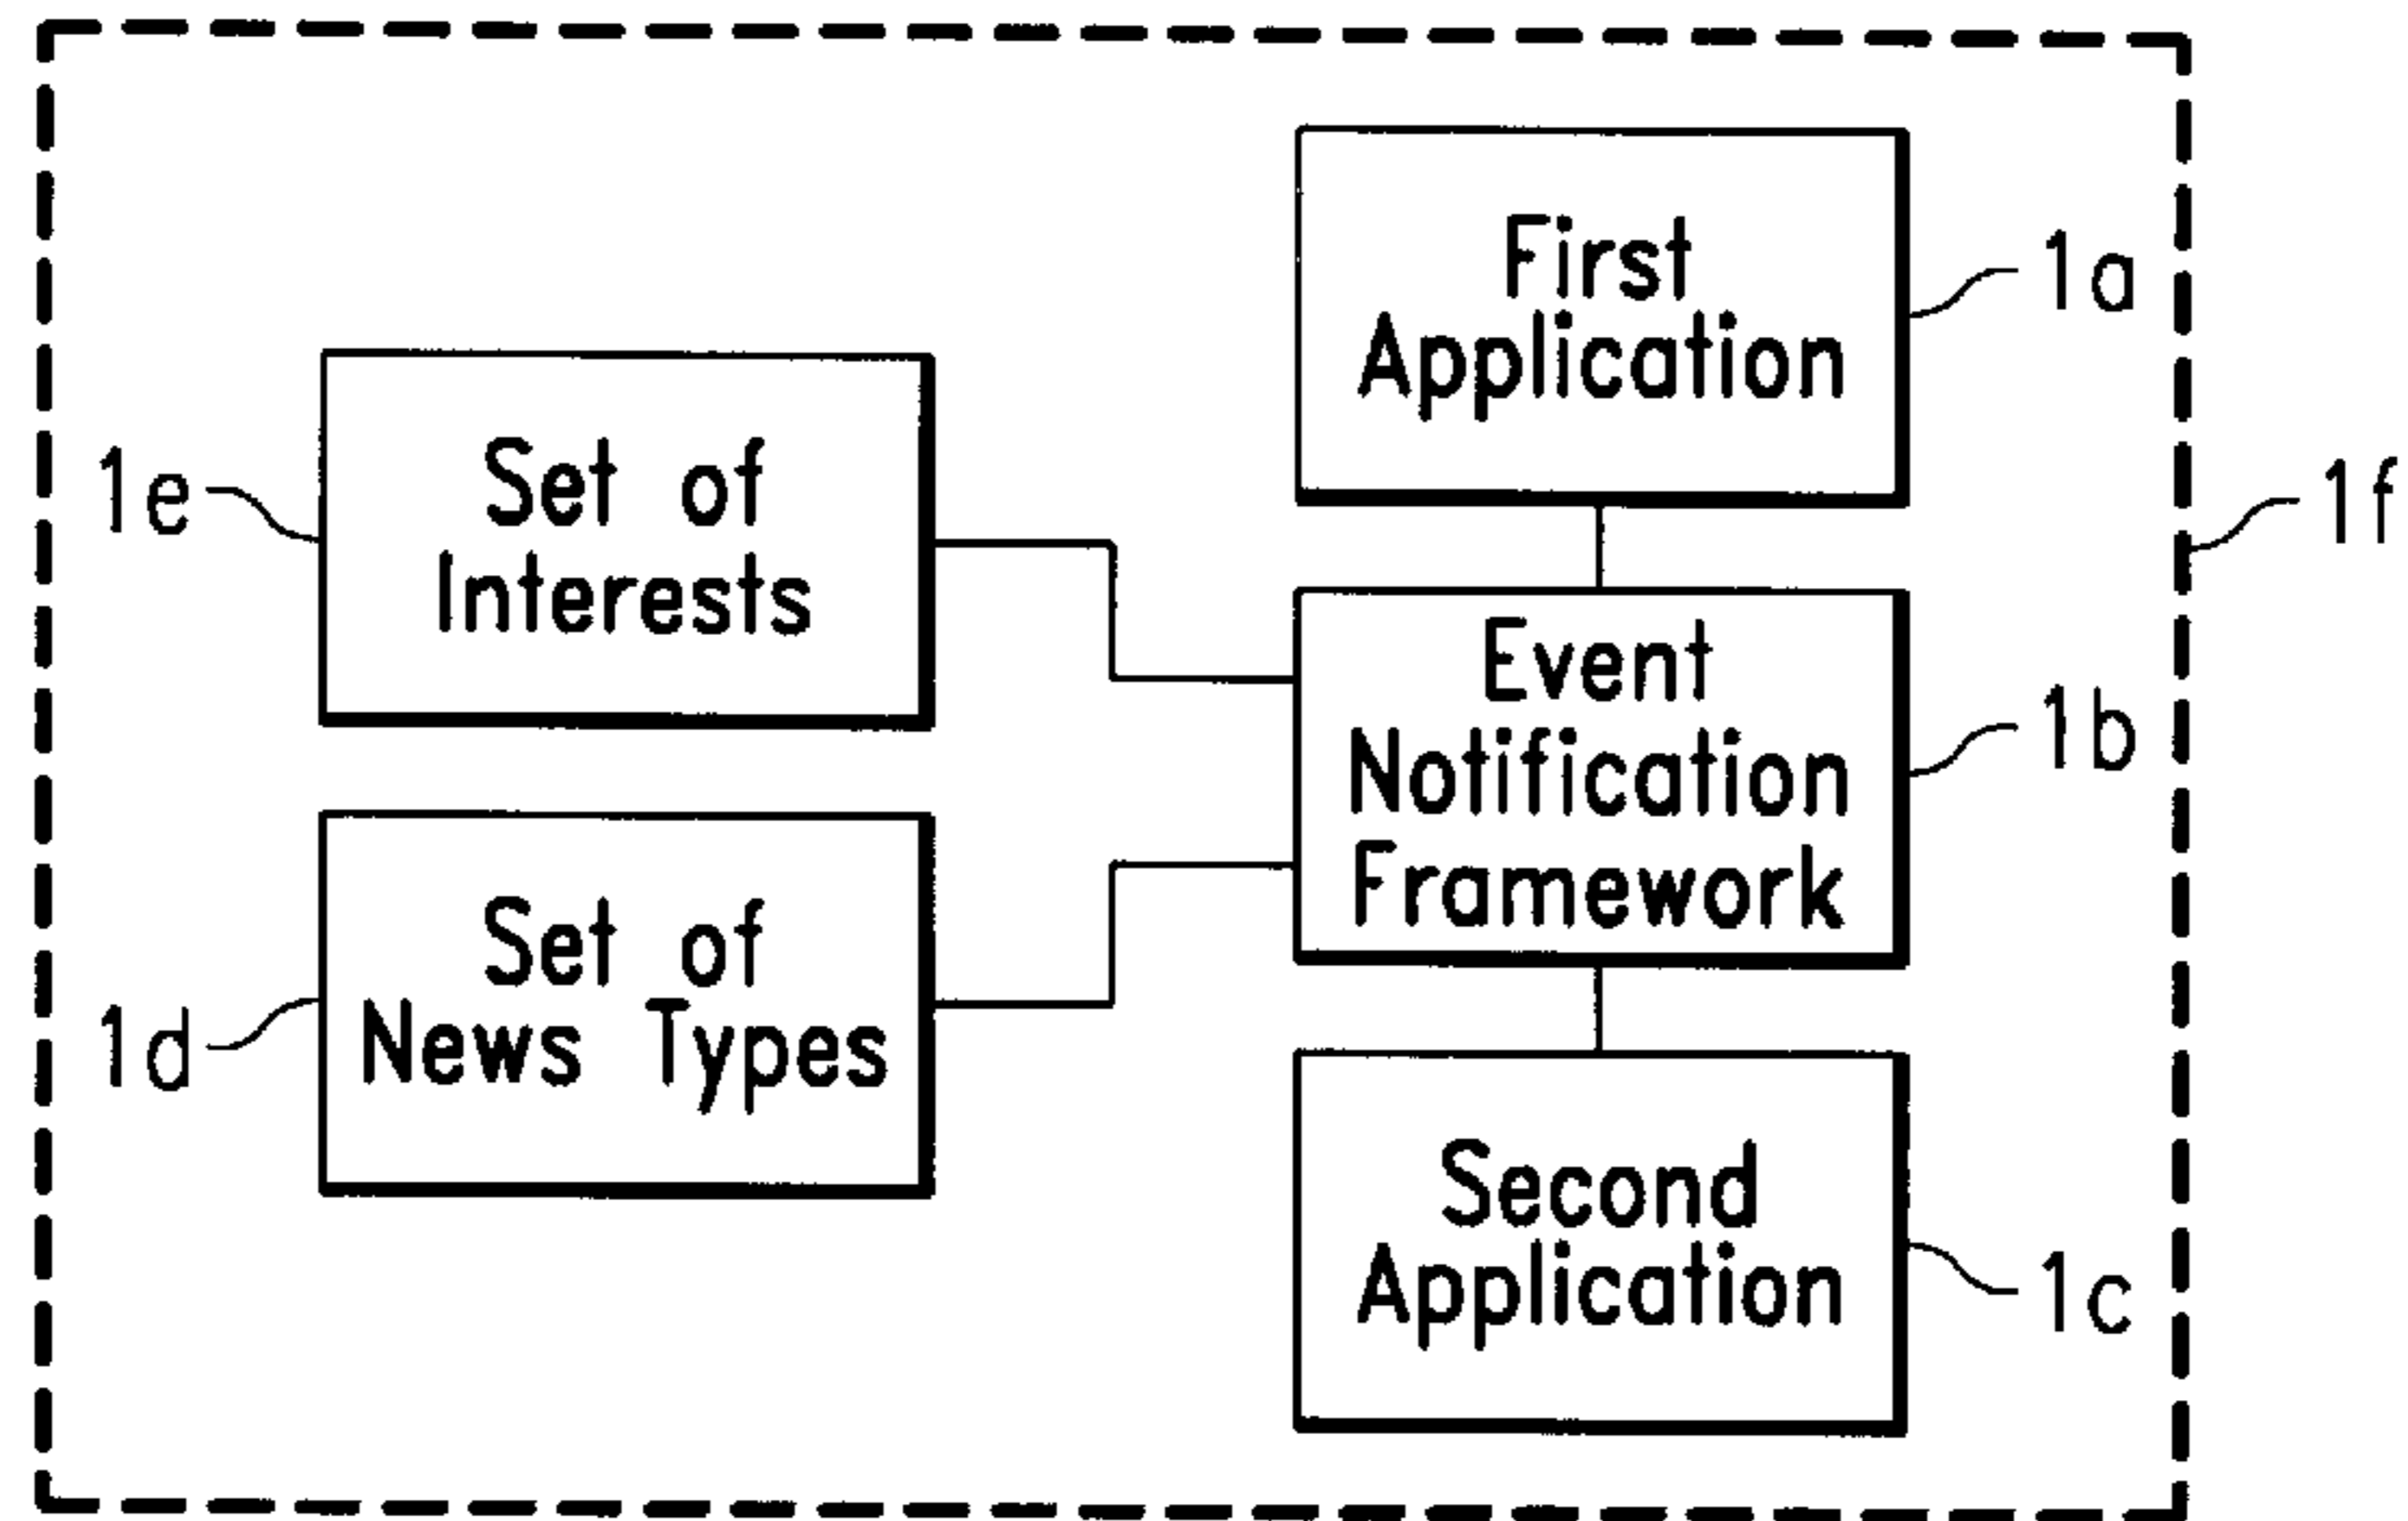 First
Application
1a
Set of
Interests
1e
1f
Event
Notification
Framework
1b
Set of
News Types
1d
Second
Application
1c